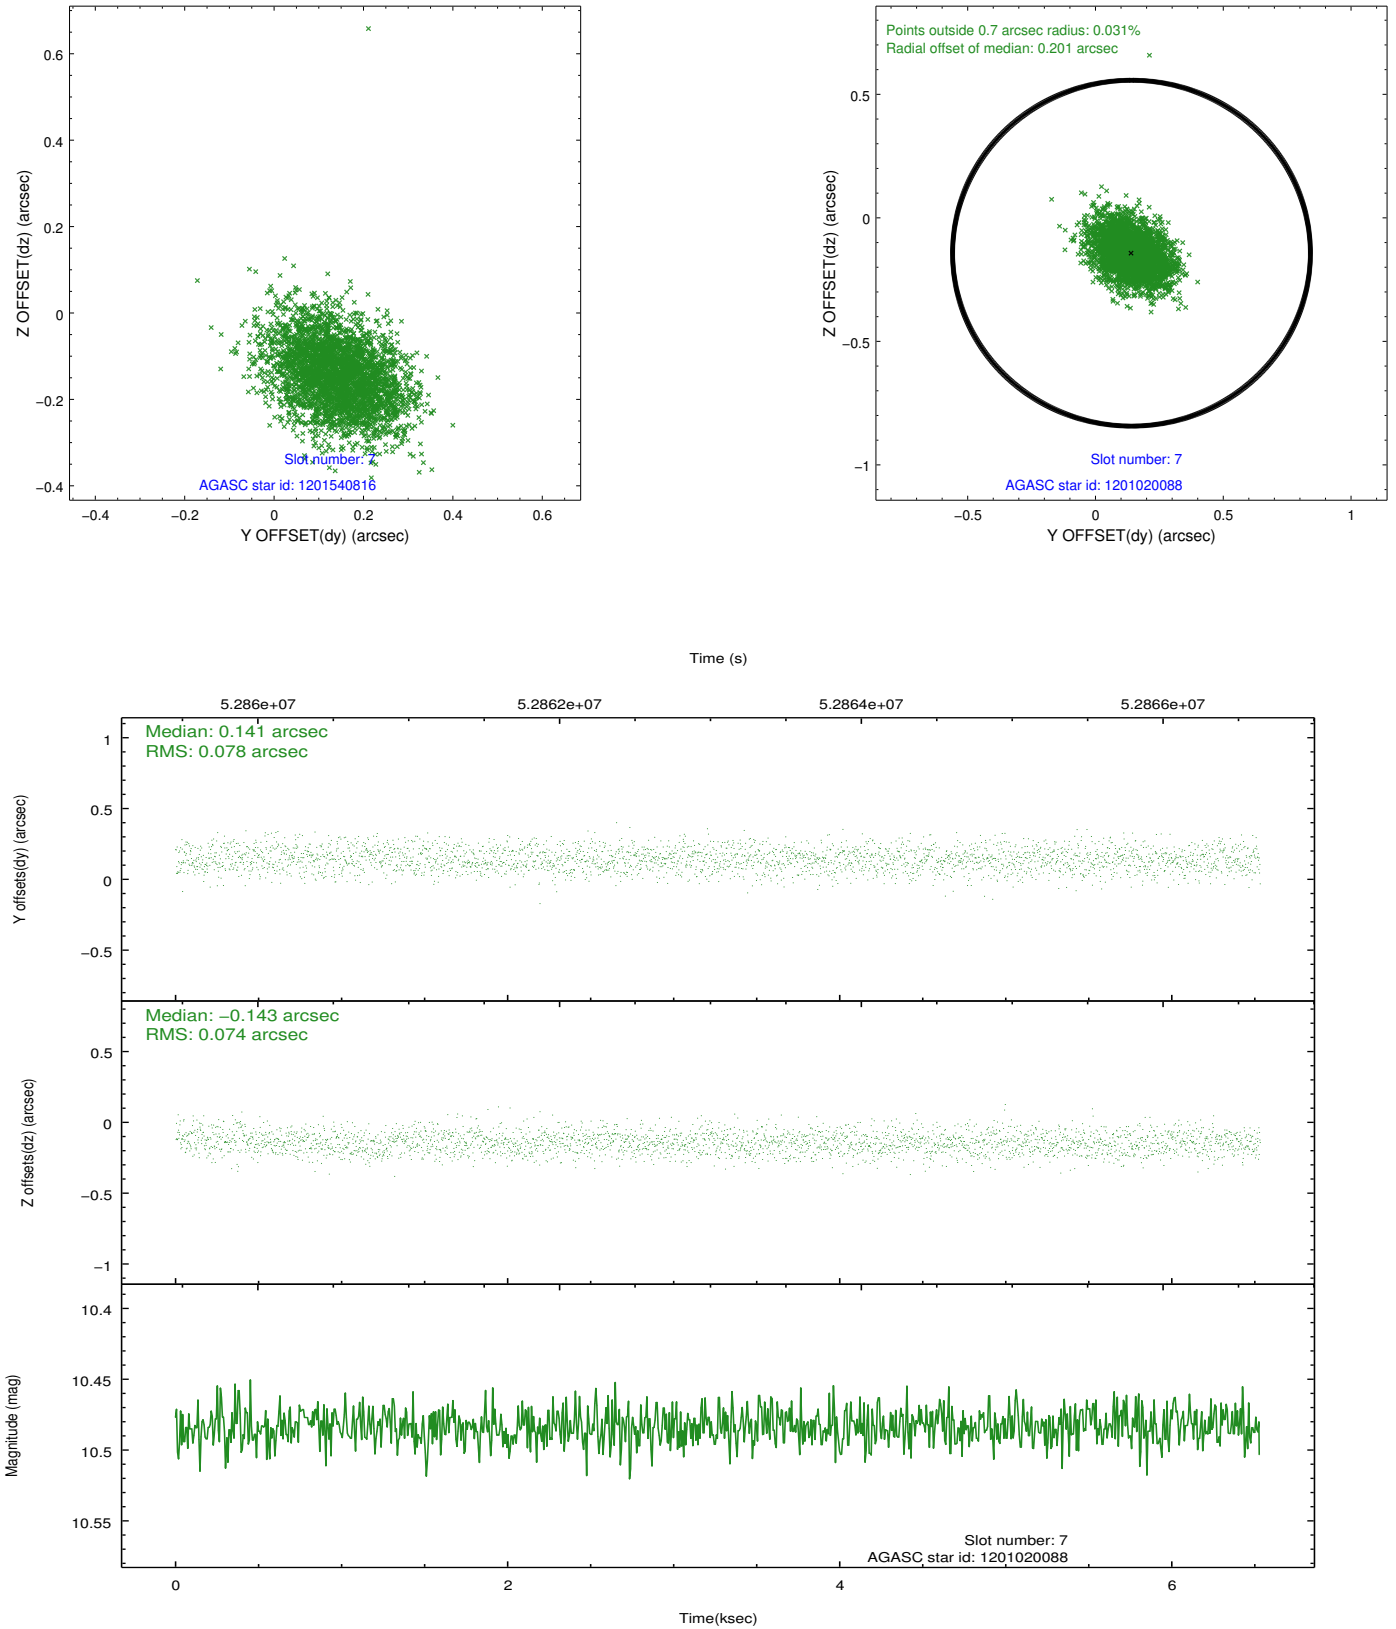 0.6
0.4
0.2
0
−0.2
−0.4
Z OFFSET(dz) (arcsec)
Slot number: 7
AGASC star id: 1201540816
−0.4 −0.2 0 0.2 0.4 0.6
Y OFFSET(dy) (arcsec)
Points outside 0.7 arcsec radius: 0.031%
Radial offset of median: 0.201 arcsec
0.5
0
−0.5
−1
Z OFFSET(dz) (arcsec)
Slot number: 7
AGASC star id: 1201020088
−0.5 0 0.5 1
Y OFFSET(dy) (arcsec)
Time (s)
5.286e+07 5.2862e+07 5.2864e+07 5.2866e+07
Median: 0.141 arcsec
RMS: 0.078 arcsec
1
0.5
0
−0.5
Y offsets(dy) (arcsec)
Median: −0.143 arcsec
RMS: 0.074 arcsec
0.5
0
−0.5
−1
Z offsets(dz) (arcsec)
10.4
10.45
10.5
10.55
Magnitude (mag)
Slot number: 7
AGASC star id: 1201020088
0 2 4 6
Time(ksec)